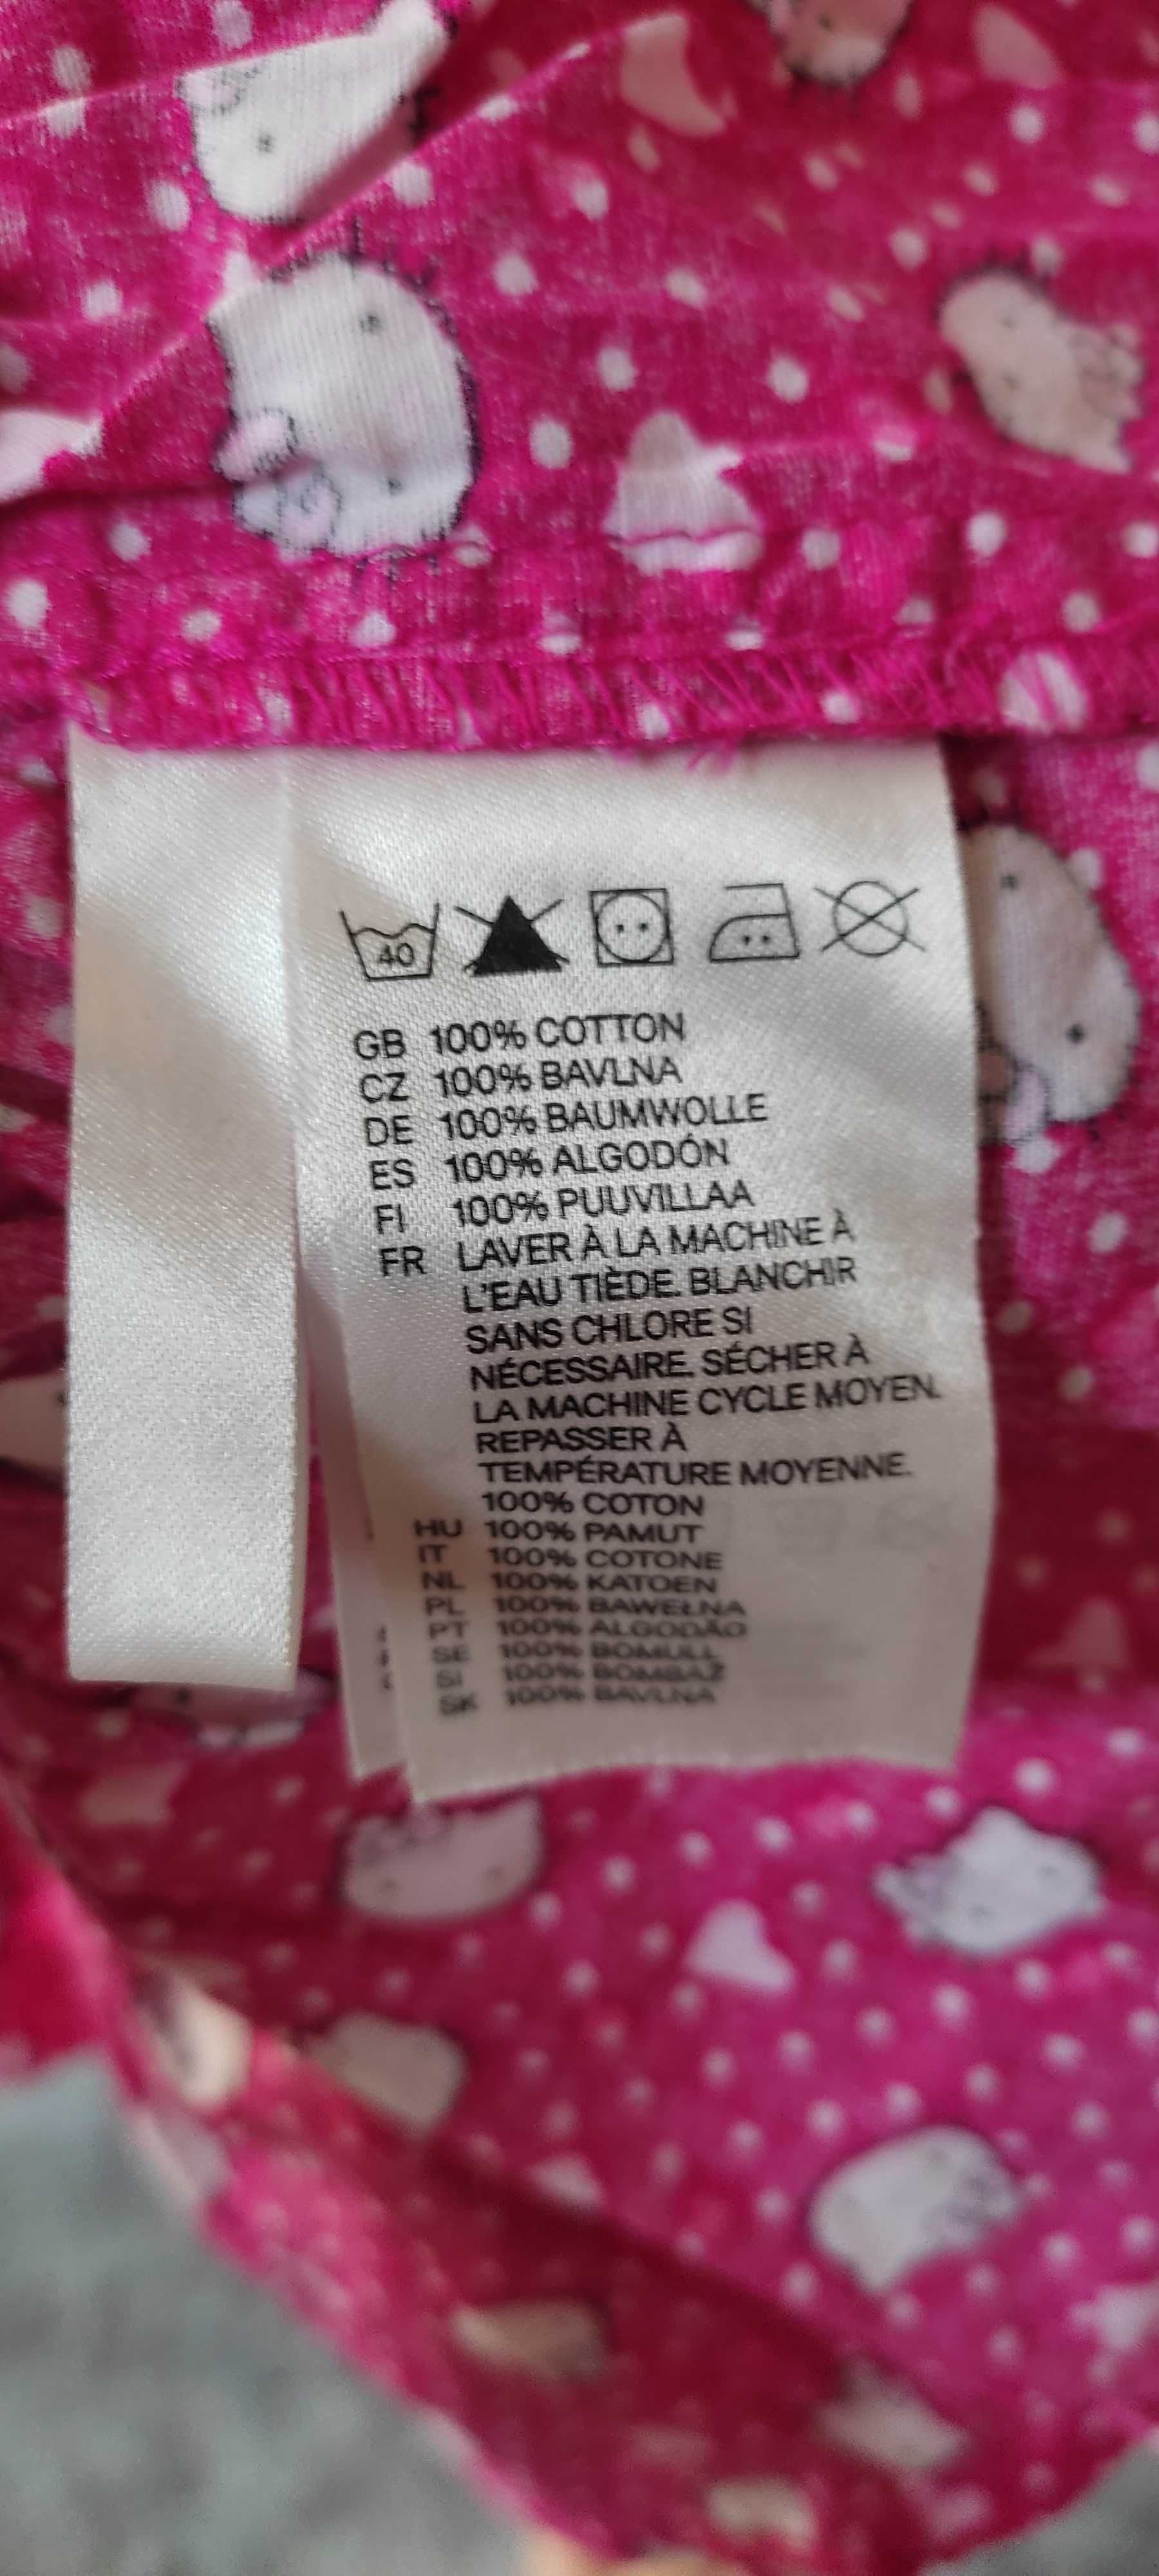 40
GB 100% COTTON
CZ 100% BAVLNA
DE 100% BAUMWOLLE
ES 100% ALGODÓN
FI 100% PUUVILLAA
FR LAVER À LA MACHINE À
L'EAU TIÈDE. BLANCHIR
SANS CHLORE SI
NÉCESSAIRE. SÉCHER À
LA MACHINE CYCLE MOYEN.
REPASSER À
TEMPÉRATURE MOYENNE.
100% COTON
HU 100% PAMUT
IT 100% COTONE
NL 100% KATOEN
PL 100% BAWEŁNA
PT 100% ALGODÃO
SE 100% BOMULL
SI 100% BOMBAŽ
SK 100% BAVLNA